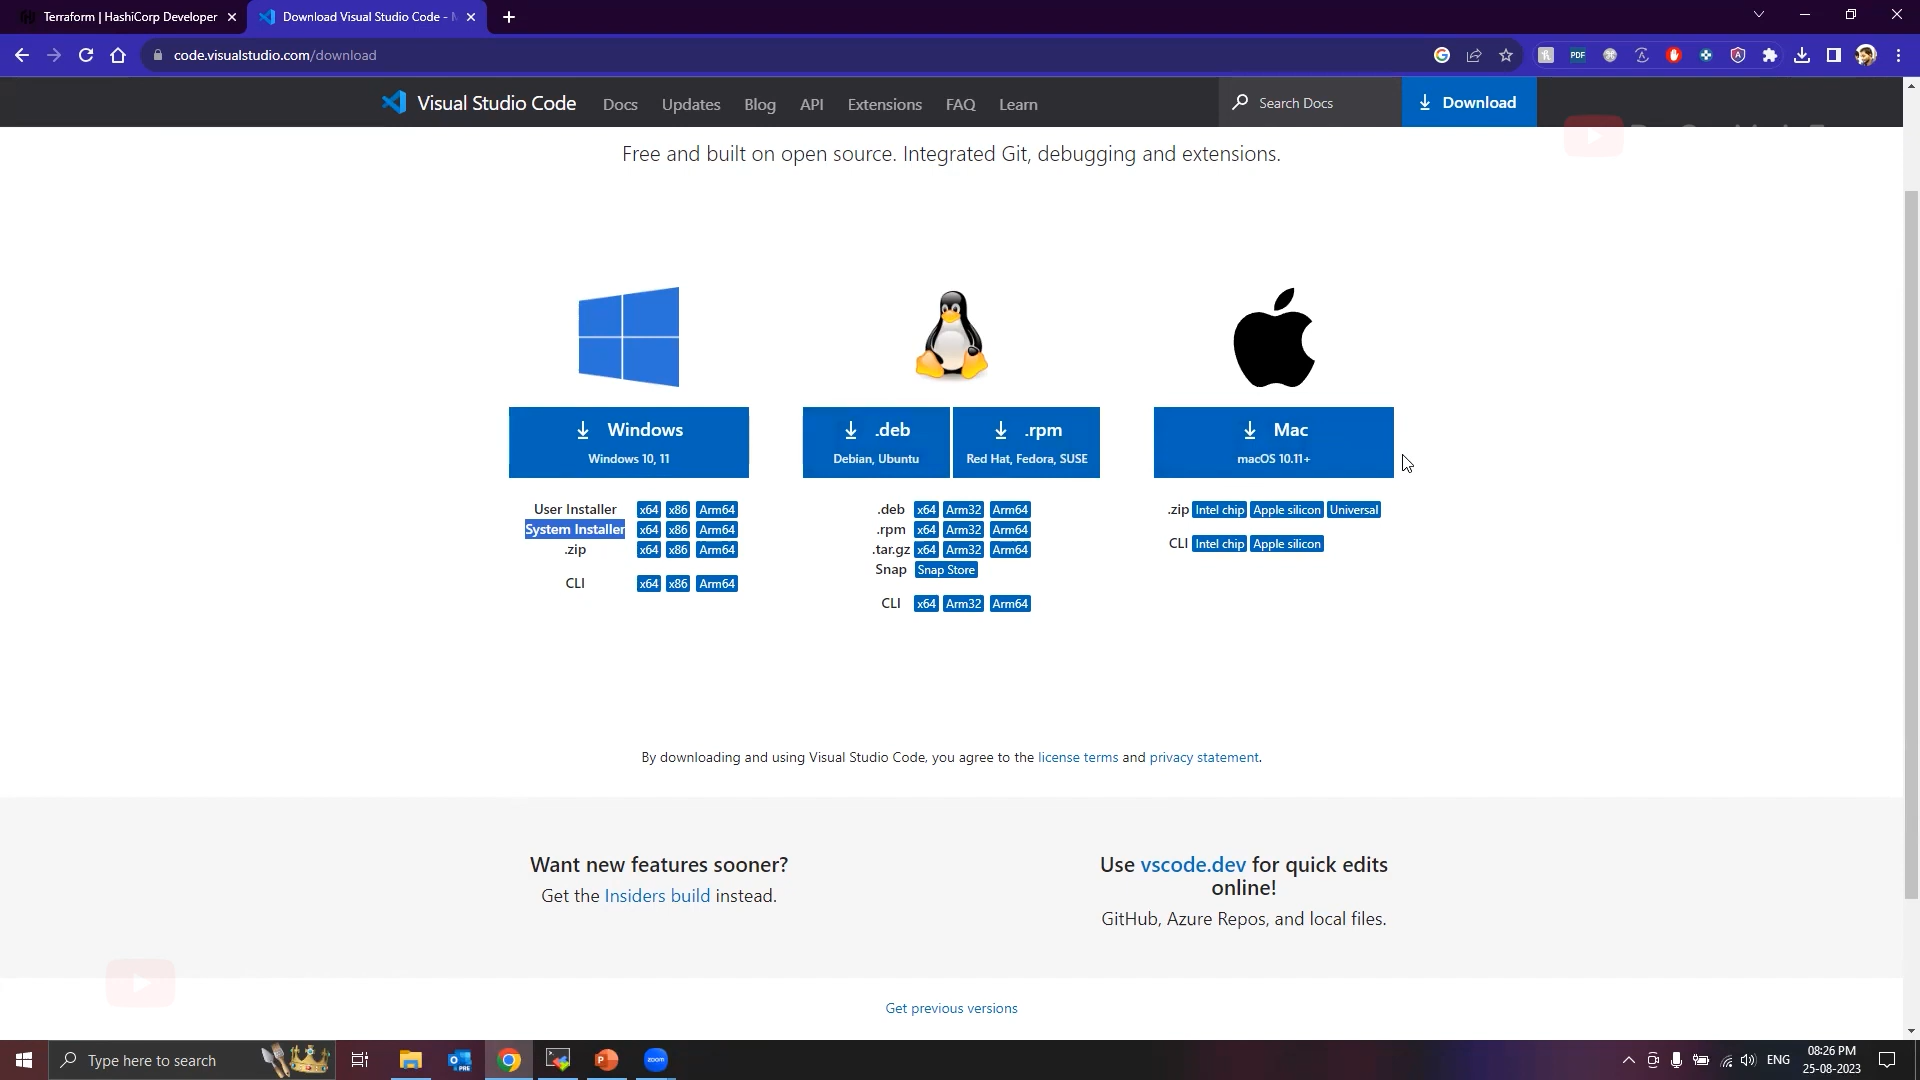 Terraform | HashiCorp Developer
Download Visual Studio Code -
code.visualstudio.com/download
PDF
Visual Studio Code Docs Updates Blog API Extensions FAQ Learn Search Docs Download
Free and built on open source. Integrated Git, debugging and extensions.
Windows
Windows 10, 11
.deb
Debian, Ubuntu
.rpm
Red Hat, Fedora, SUSE
Mac
macOS 10.11+
User Installer x64 x86 Arm64
System Installer x64 x86 Arm64
.zip x64 x86 Arm64
CLI x64 x86 Arm64
.deb x64 Arm32 Arm64
.rpm x64 Arm32 Arm64
.tar.gz x64 Arm32 Arm64
Snap Snap Store
CLI x64 Arm32 Arm64
.zip Intel chip Apple silicon Universal
CLI Intel chip Apple silicon
By downloading and using Visual Studio Code, you agree to the license terms and privacy statement.
Want new features sooner?
Get the Insiders build instead.
Use vscode.dev for quick edits
online!
GitHub, Azure Repos, and local files.
Get previous versions
Type here to search
PRE
zoom
ENG
08:26 PM
25-08-2023